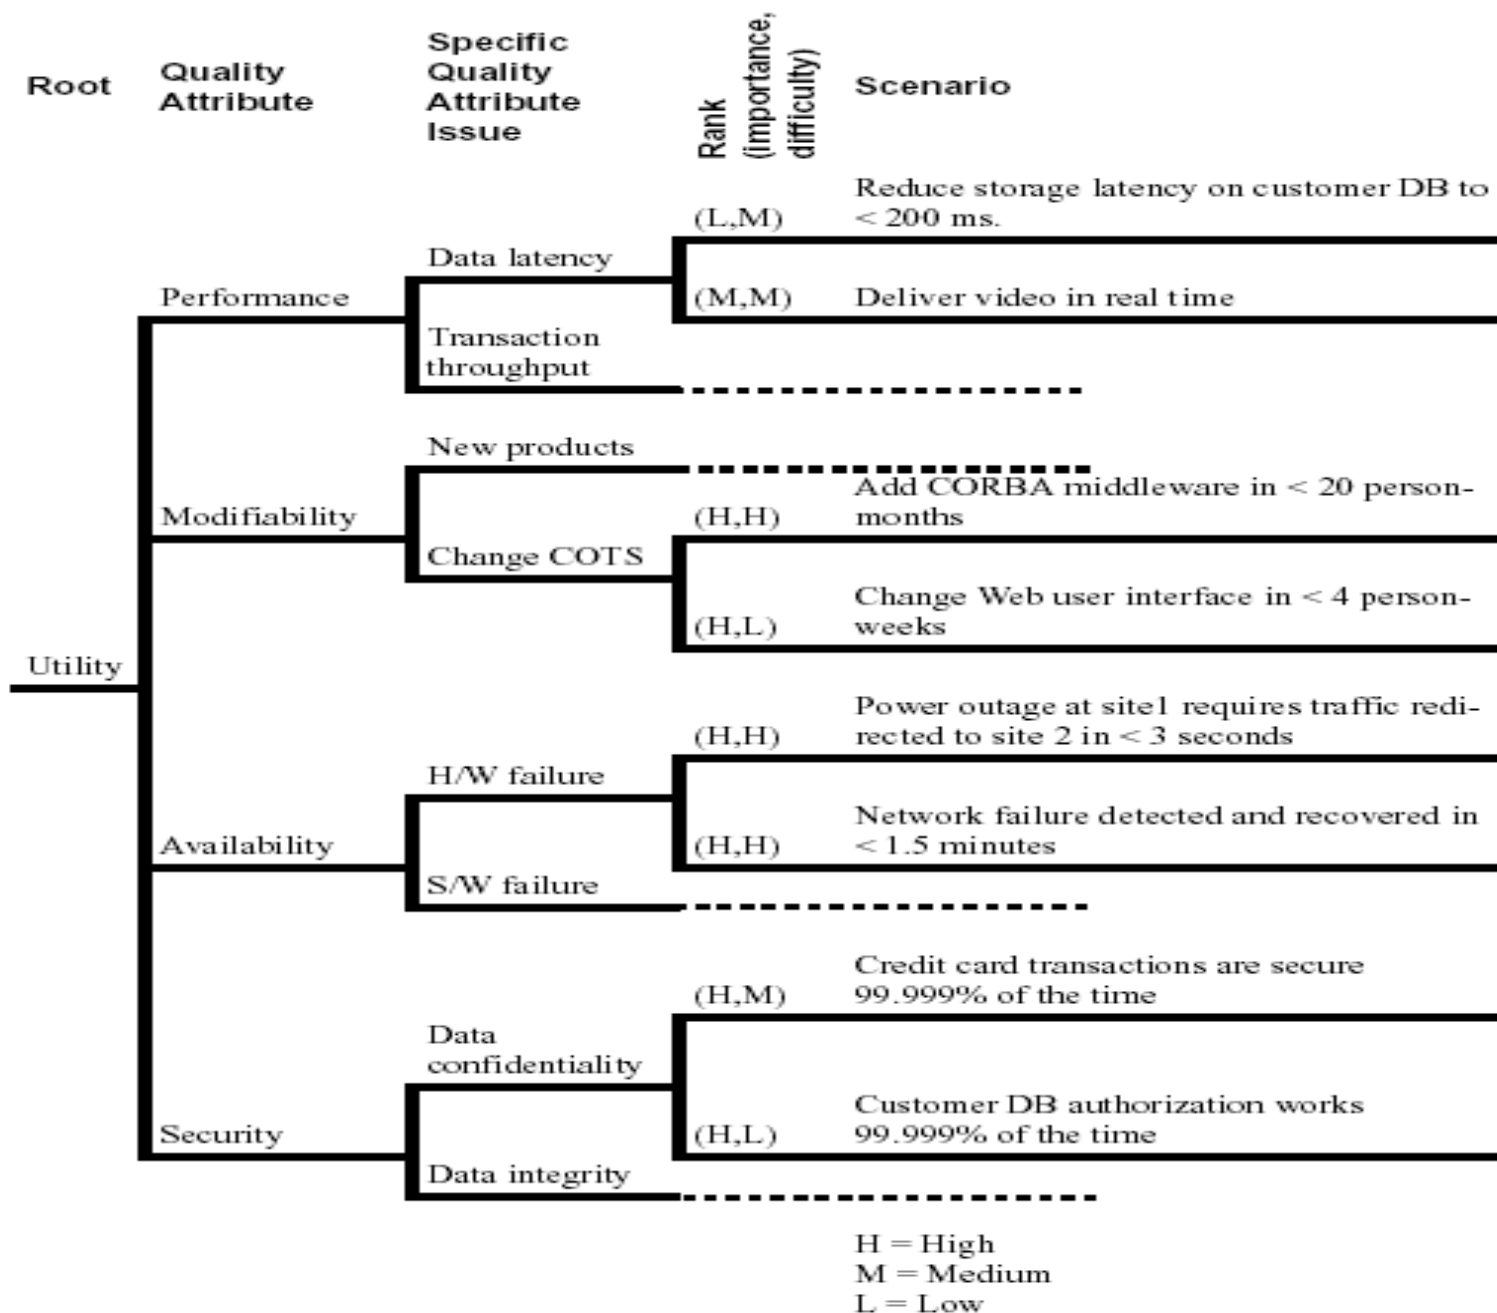 Root
Quality
Attribute
Specific
Quality
Attribute
Issue
Rank
(importance,
difficulty)
Scenario
Reduce storage latency on customer DB to
(L,M) < 200 ms.
Data latency
Performance
(M,M) Deliver video in real time
Transaction
throughput
New products
Add CORBA middleware in < 20 person-
Modifiability
(H,H) months
Change COTS
Change Web user interface in < 4 person-
(H,L) weeks
Utility
Power outage at site1 requires traffic redi-
(H,H) rected to site 2 in < 3 seconds
H/W failure
Network failure detected and recovered in
Availability
(H,H) < 1.5 minutes
S/W failure
Credit card transactions are secure
(H,M) 99.999% of the time
Data
confidentiality
Customer DB authorization works
Security
(H,L) 99.999% of the time
Data integrity
H = High
M = Medium
L = Low